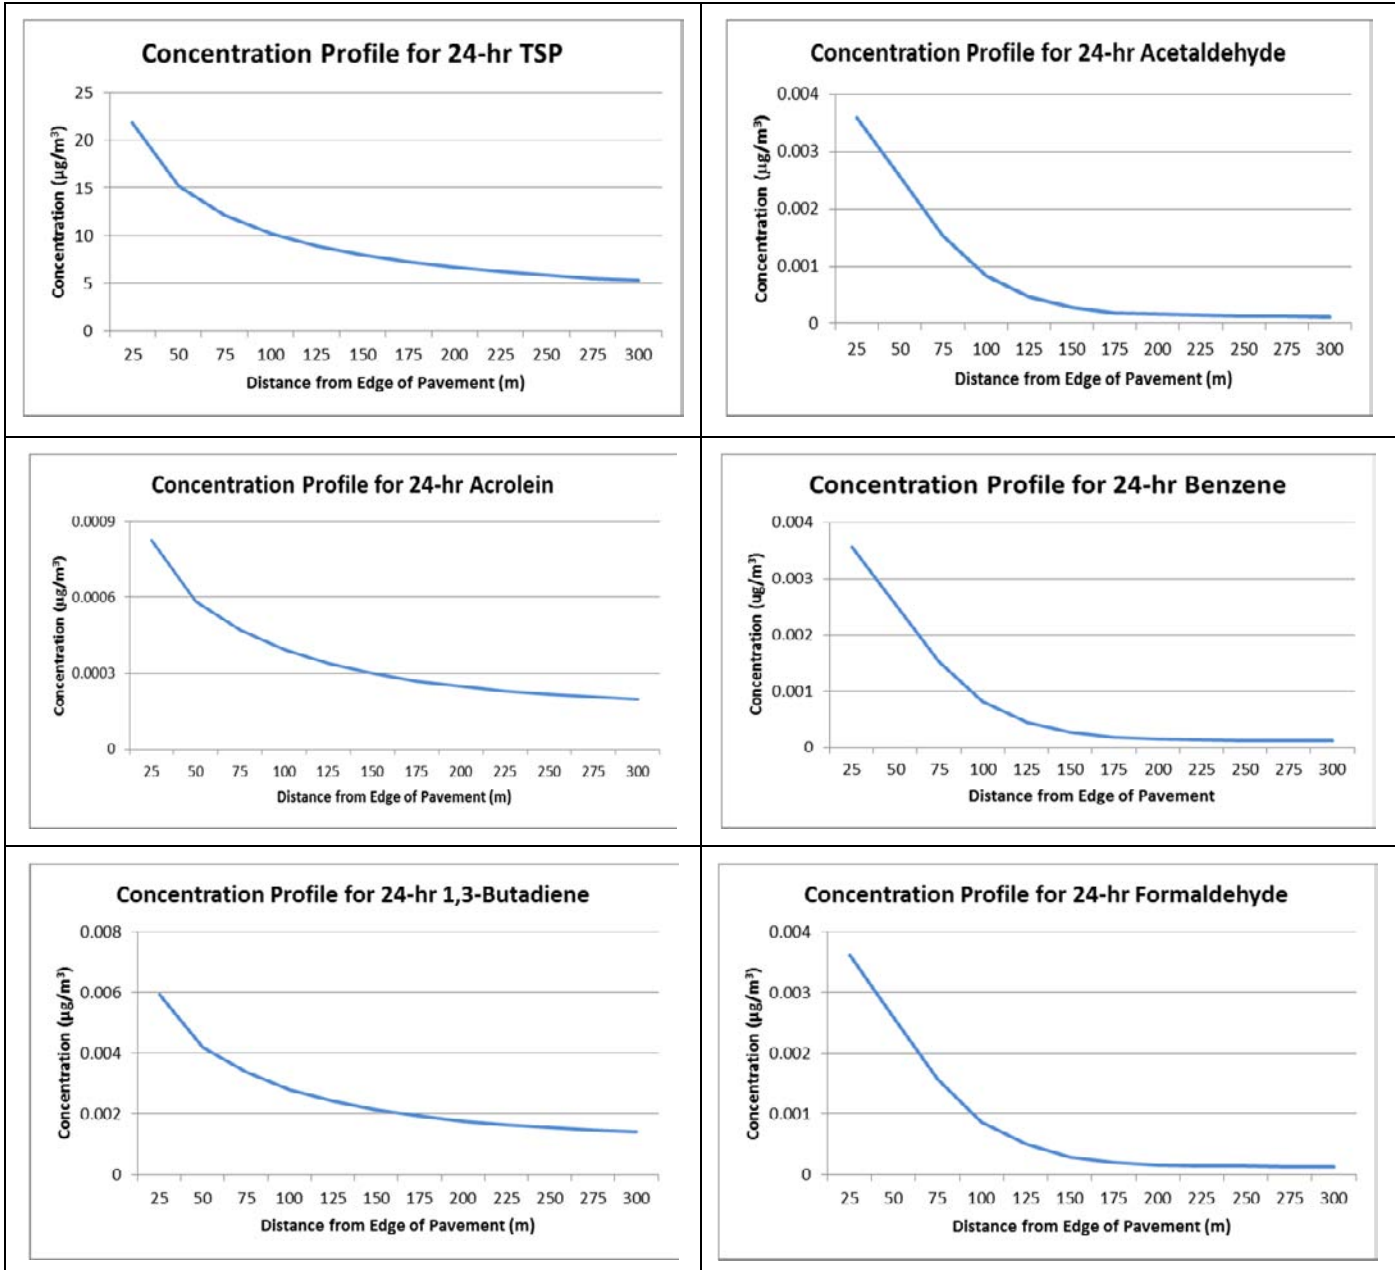 Concentration Profile for 24-hr TSP
Concentration (µg/m³)
25
20
15
10
5
0
25 50 75 100 125 150 175 200 225 250 275 300
Distance from Edge of Pavement (m)
Concentration Profile for 24-hr Acetaldehyde
Concentration (µg/m³)
0.004
0.003
0.002
0.001
0
25 50 75 100 125 150 175 200 225 250 275 300
Distance from Edge of Pavement (m)
Concentration Profile for 24-hr Acrolein
Concentration (µg/m³)
0.0009
0.0006
0.0003
0
25 50 75 100 125 150 175 200 225 250 275 300
Distance from Edge of Pavement (m)
Concentration Profile for 24-hr Benzene
Concentration (ug/m³)
0.004
0.003
0.002
0.001
0
25 50 75 100 125 150 175 200 225 250 275 300
Distance from Edge of Pavement
Concentration Profile for 24-hr 1,3-Butadiene
Concentration (µg/m³)
0.008
0.006
0.004
0.002
0
25 50 75 100 125 150 175 200 225 250 275 300
Distance from Edge of Pavement (m)
Concentration Profile for 24-hr Formaldehyde
Concentration (µg/m³)
0.004
0.003
0.002
0.001
0
25 50 75 100 125 150 175 200 225 250 275 300
Distance from Edge of Pavement (m)